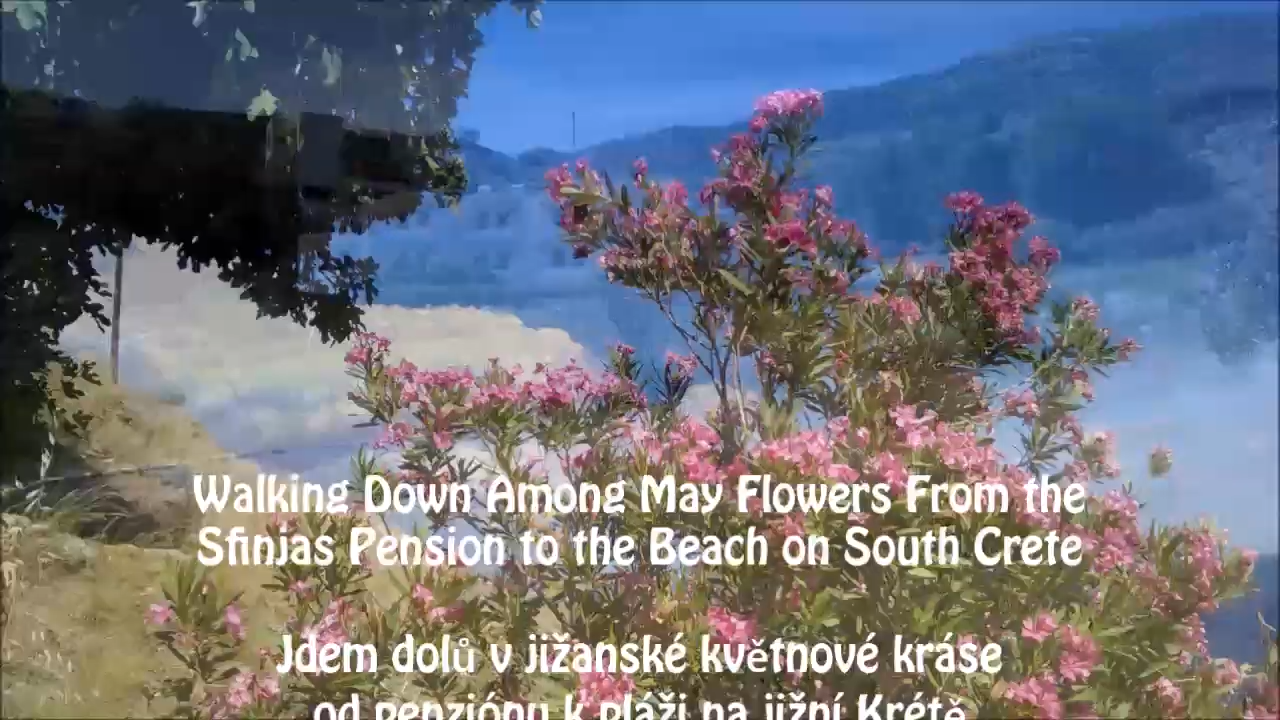 Walking Down Among May Flowers From the
Sfinias Pension to the Beach on South Crete
Jdem dolů v jižanské květnové kráse
od penziónu k pláži na jižní Krétě